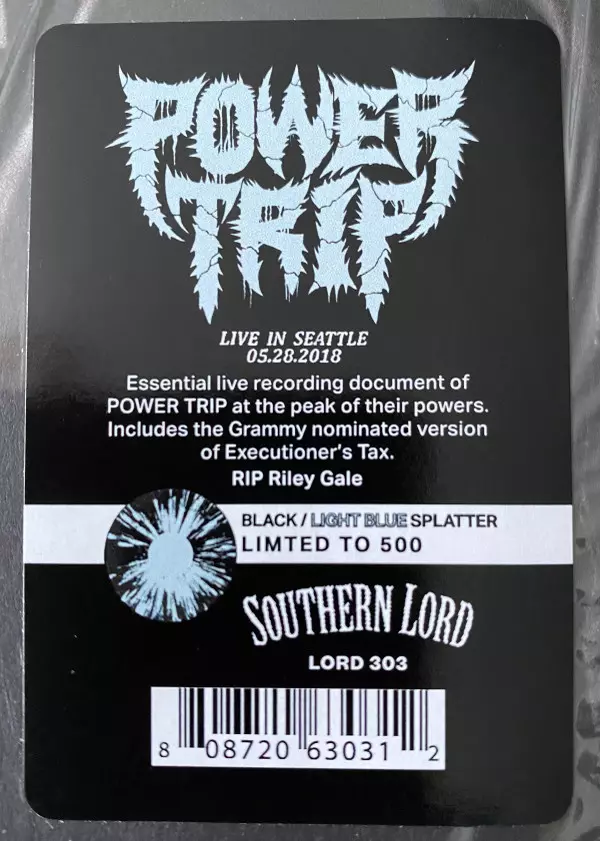 POWER
TRIP
LIVE IN SEATTLE
05.28.2018
Essential live recording document of
POWER TRIP at the peak of their powers.
Includes the Grammy nominated version
of Executioner's Tax.
RIP Riley Gale
BLACK / LIGHT BLUE SPLATTER
LIMTED TO 500
SOUTHERN LORD
LORD 303
8 08720 63031 2